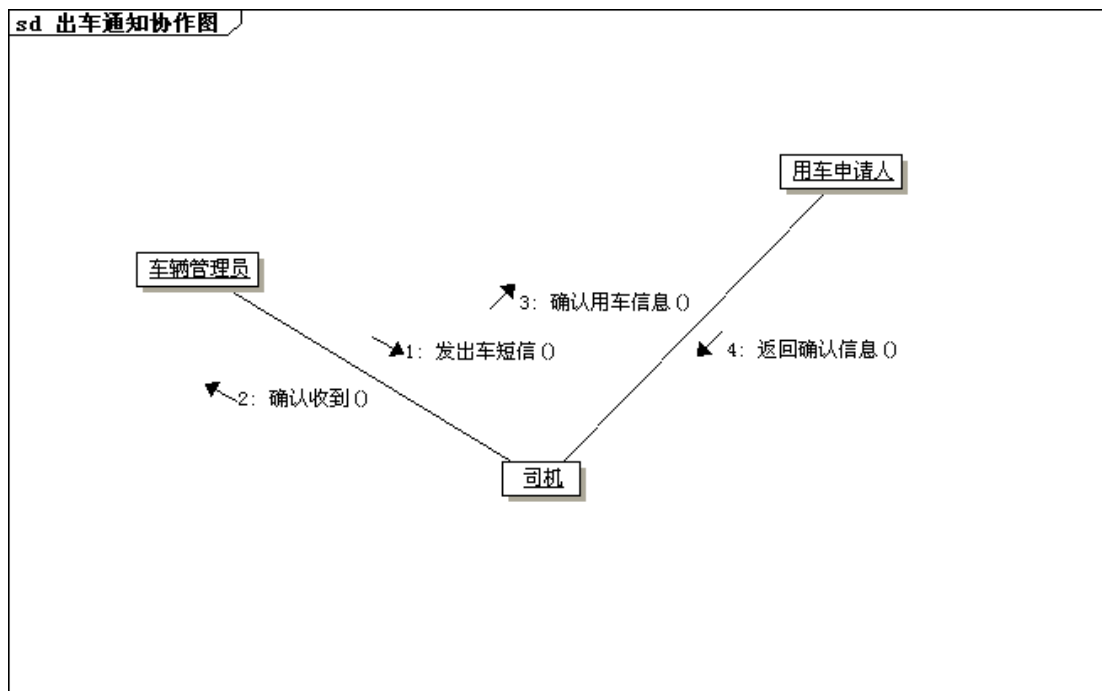 sd 出车通知协作图
用车申请人
车辆管理员
3: 确认用车信息()
1: 发出车短信()
4: 返回确认信息()
2: 确认收到()
司机